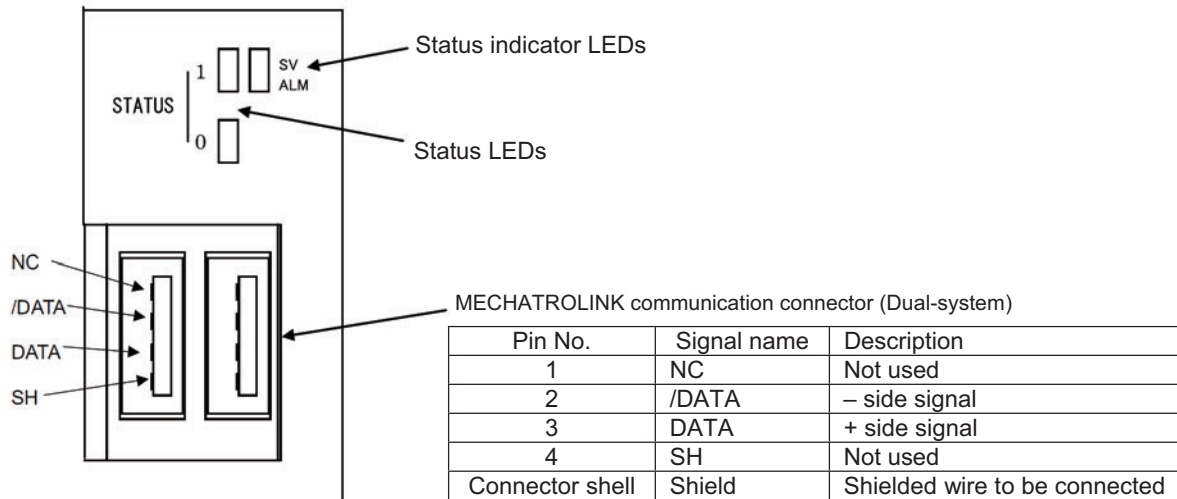 Status indicator LEDs
1
SV
ALM
STATUS
0
Status LEDs
NC
/DATA
DATA
SH
MECHATROLINK communication connector (Dual-system)
Pin No. Signal name Description
1 NC Not used
2 /DATA – side signal
3 DATA + side signal
4 SH Not used
Connector shell Shield Shielded wire to be connected